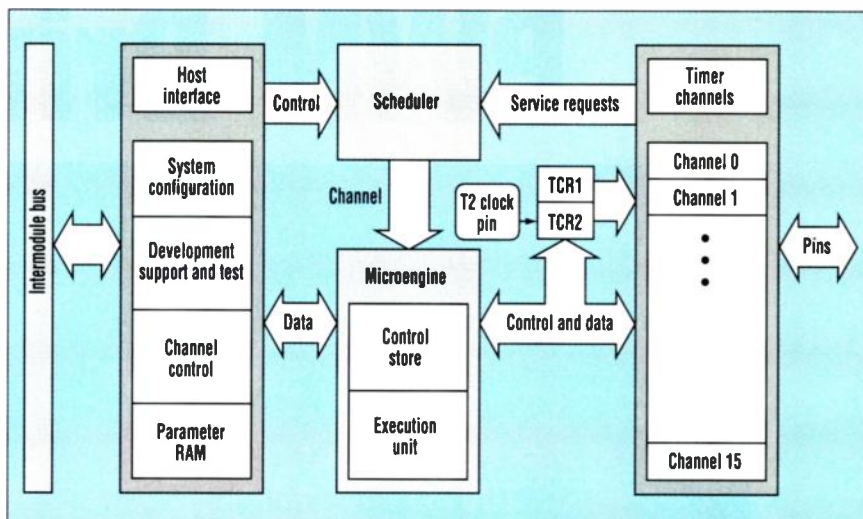 Intermodule bus
Host
interface
System
configuration
Development
support and test
Channel
control
Parameter
RAM
Control
Data
Scheduler
Channel
Microengine
Control
store
Execution
unit
Service requests
T2 clock
pin
TCR1
TCR2
Control and data
Timer
channels
Channel 0
Channel 1
Channel 15
Pins